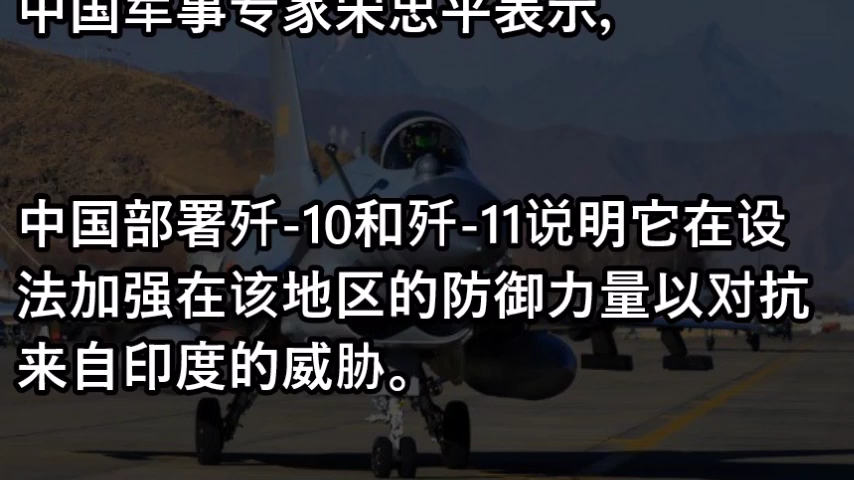 中国军事专家宋忠平表示,
中国部署歼-10和歼-11说明它在设
法加强在该地区的防御力量以对抗
来自印度的威胁。